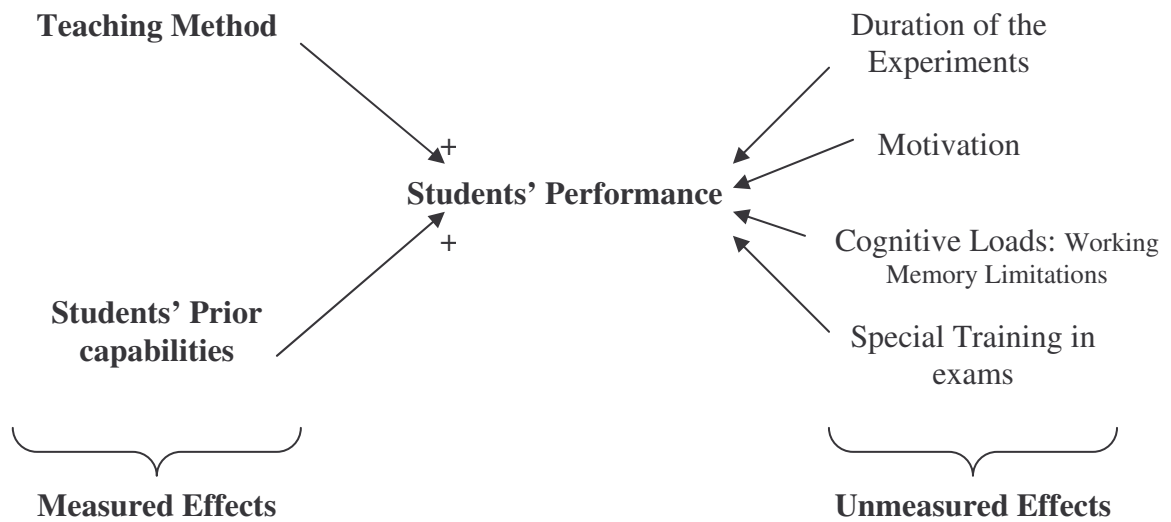 Teaching Method
+
Students’ Performance
+
Students’ Prior
capabilities
Measured Effects
Duration of the
Experiments
Motivation
Cognitive Loads: Working
Memory Limitations
Special Training in
exams
Unmeasured Effects